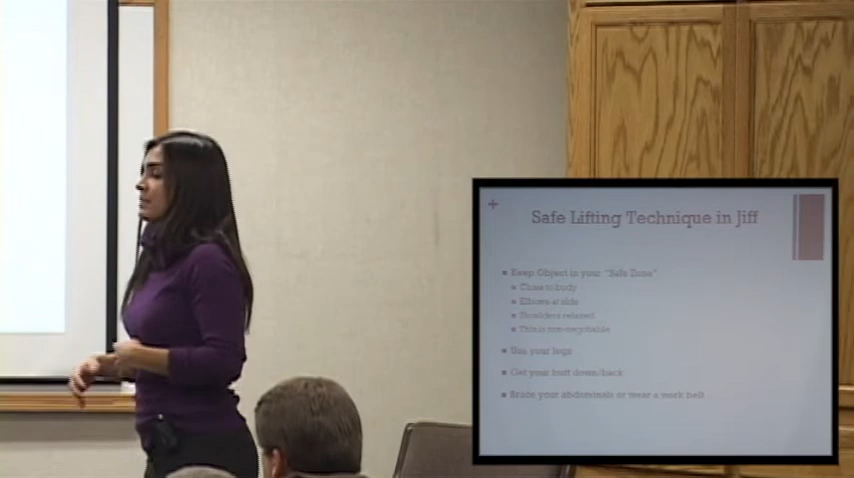 Safe Lifting Technique in Jiff
Keep Object in your "Safe Zone"
Close to body
Elbows at side
Shoulders relaxed
This is non-negotiable
Use your legs
Get your butt down/back
Brace your abdominals or wear a work belt